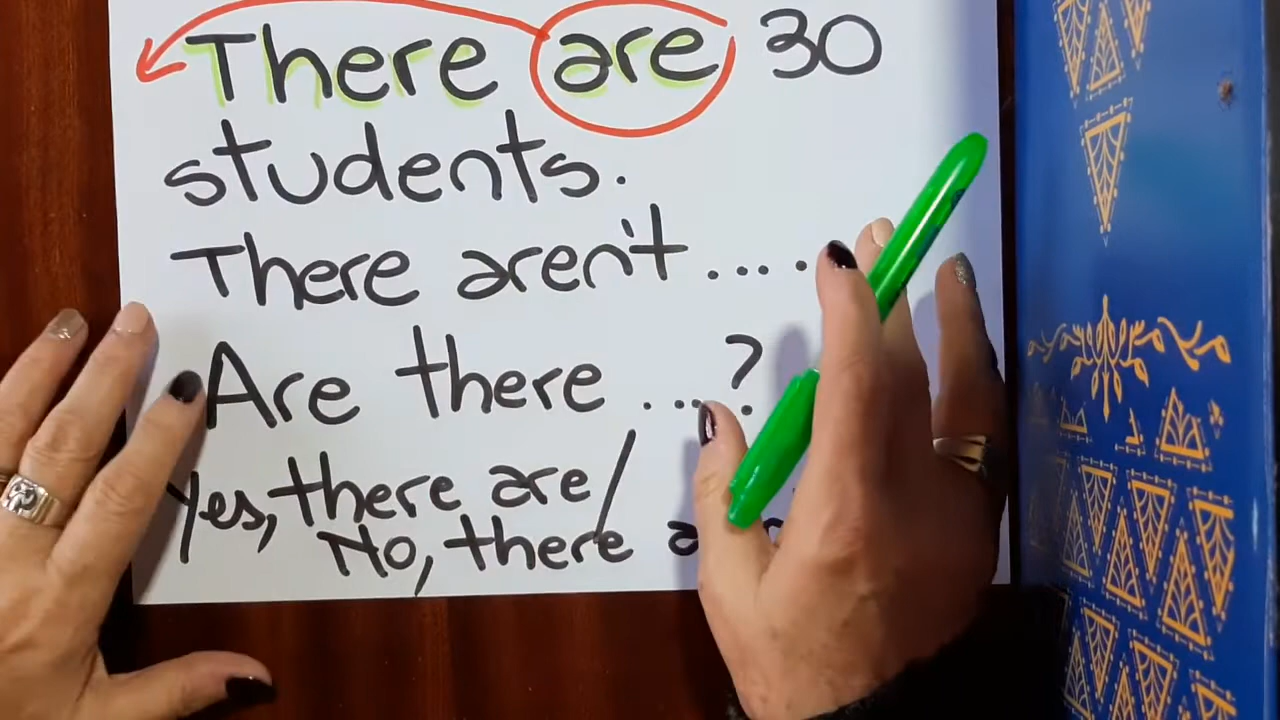 There are 30
students.
There aren't .....
Are there ....?
Yes, there are/
No, there